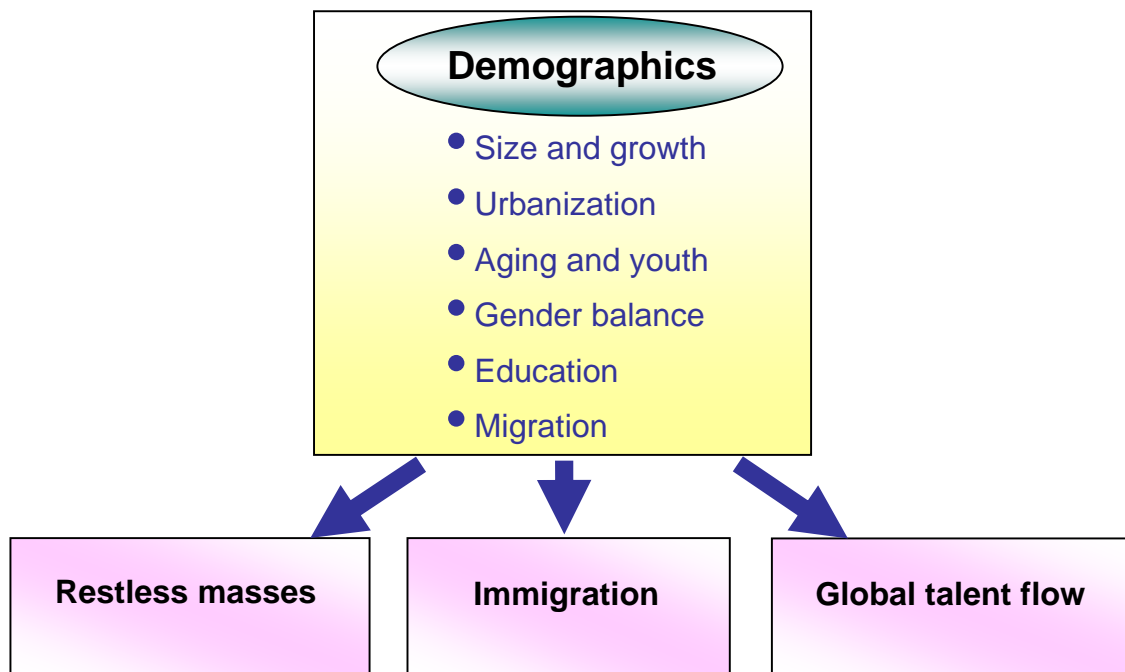 Demographics
• Size and growth
• Urbanization
• Aging and youth
• Gender balance
• Education
• Migration
Restless masses
Immigration
Global talent flow